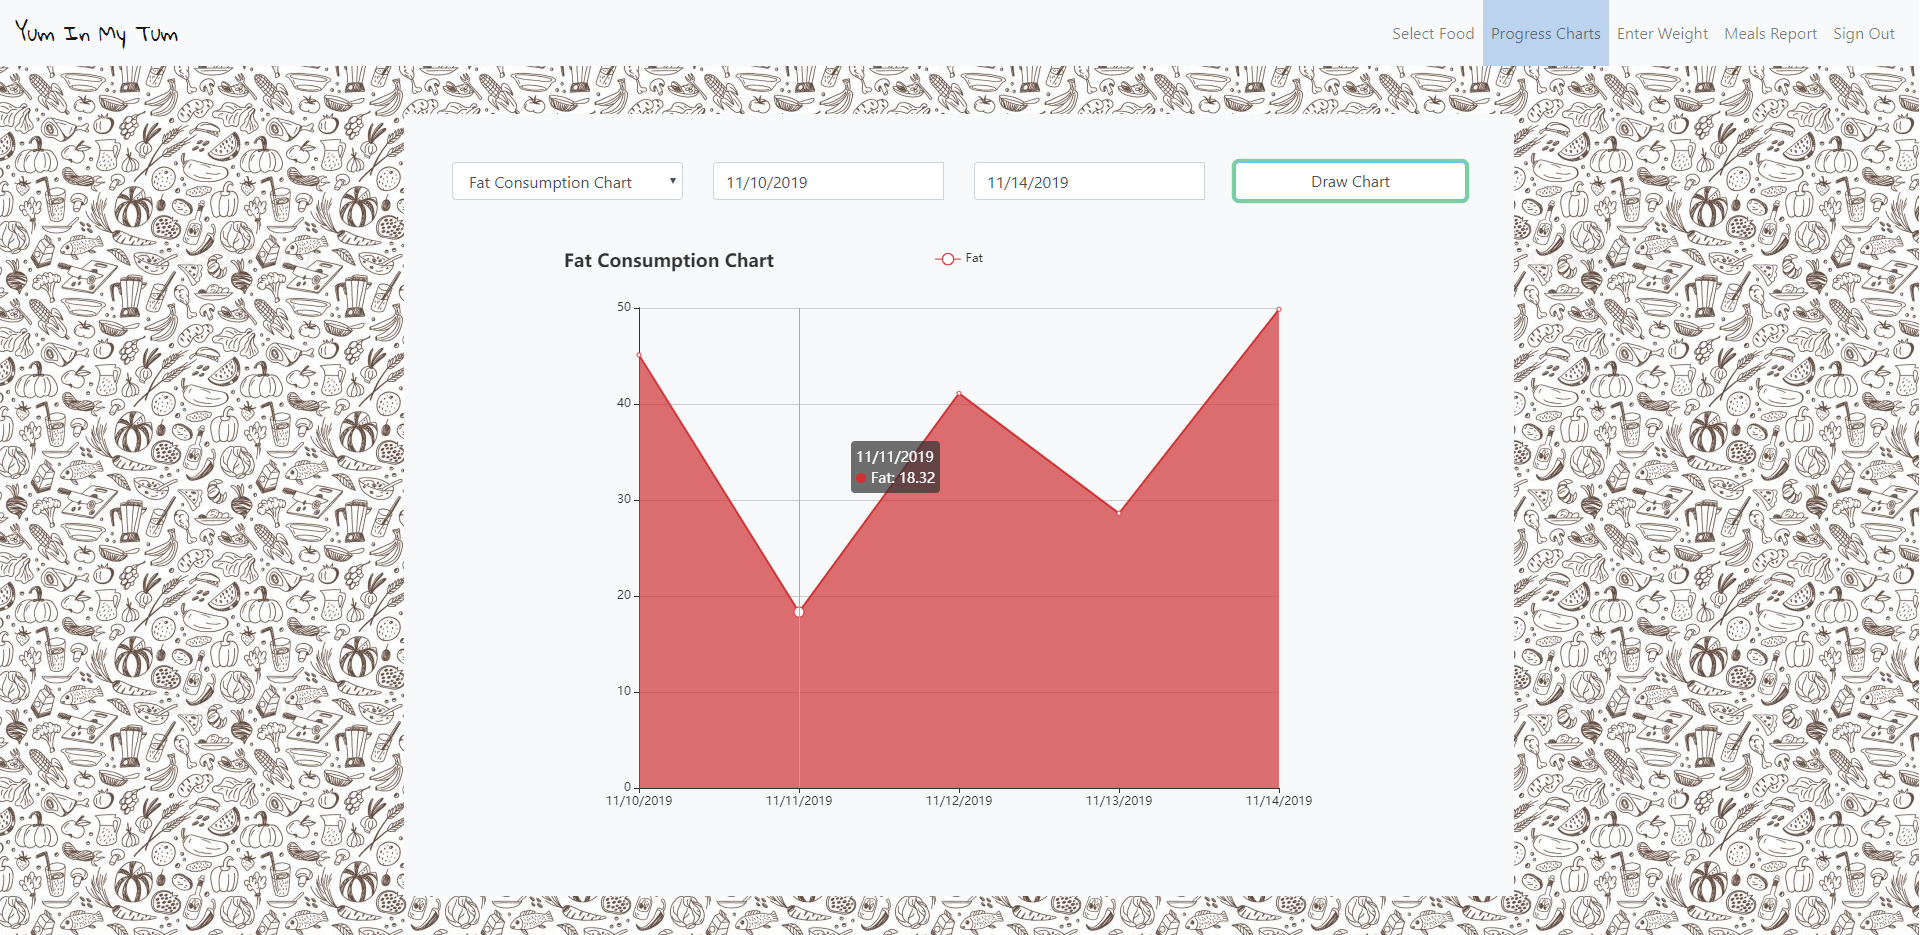 Yum In My Tum
Select Food Progress Charts Enter Weight Meals Report Sign Out
Fat Consumption Chart 11/10/2019 11/14/2019 Draw Chart
Fat Consumption Chart
Fat
50
40
11/11/2019
Fat: 18.32
30
20
10
0
11/10/2019 11/11/2019 11/12/2019 11/13/2019 11/14/2019